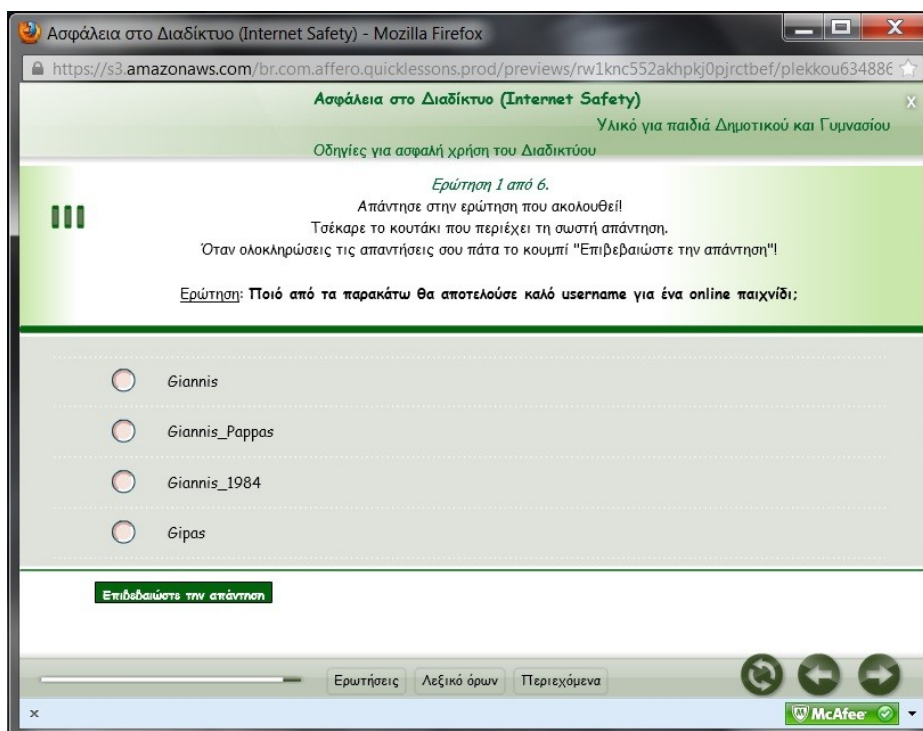 Ασφάλεια στο Διαδίκτυο (Internet Safety) - Mozilla Firefox
https://s3.amazonaws.com/br.com.affero.quicklessons.prod/previews/rw1knc552akhpkj0pjrctbef/plekkou634886
Ασφάλεια στο Διαδίκτυο (Internet Safety)
x
Υλικό για παιδιά Δημοτικού και Γυμνασίου
Οδηγίες για ασφαλή χρήση του Διαδικτύου
Ερώτηση 1 από 6.
Απάντησε στην ερώτηση που ακολουθεί!
Τσέκαρε το κουτάκι που περιέχει τη σωστή απάντηση.
Όταν ολοκληρώσεις τις απαντήσεις σου πάτα το κουμπί "Επιβεβαιώστε την απάντηση"!
Ερώτηση: Ποιό από τα παρακάτω θα αποτελούσε καλό username για ένα online παιχνίδι;
Giannis
Giannis_Pappas
Giannis_1984
Gipas
Επιβεβαιώστε την απάντηση
Ερωτήσεις Λεξικό όρων Περιεχόμενα
x McAfee